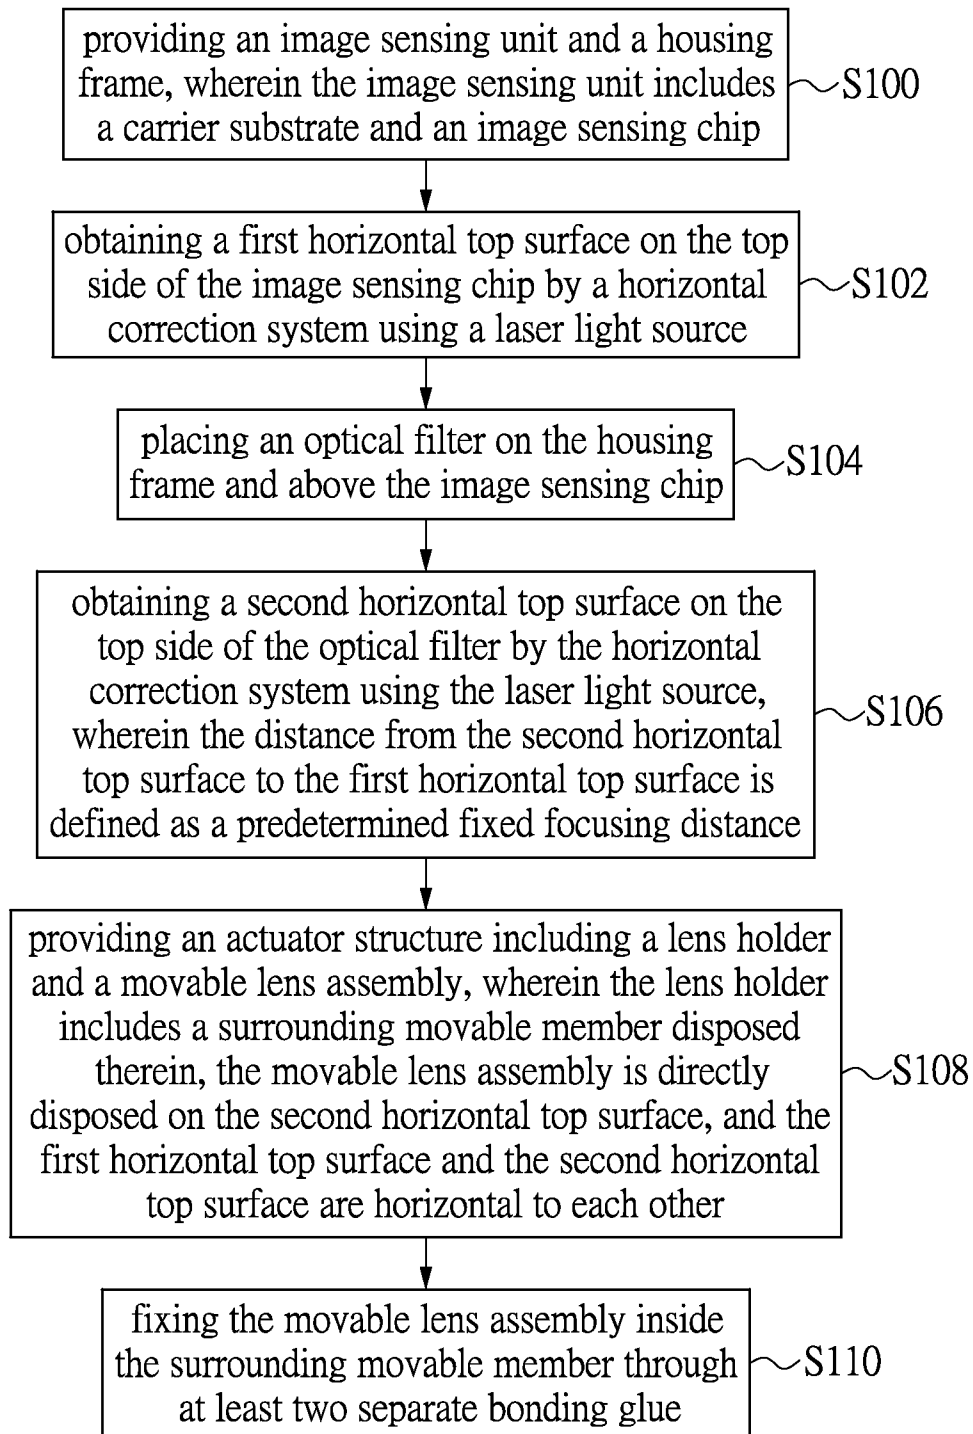 providing an image sensing unit and a housing
frame, wherein the image sensing unit includes
a carrier substrate and an image sensing chip
S100
obtaining a first horizontal top surface on the top
side of the image sensing chip by a horizontal
correction system using a laser light source
S102
placing an optical filter on the housing
frame and above the image sensing chip
S104
obtaining a second horizontal top surface on the
top side of the optical filter by the horizontal
correction system using the laser light source,
wherein the distance from the second horizontal
top surface to the first horizontal top surface is
defined as a predetermined fixed focusing distance
S106
providing an actuator structure including a lens holder
and a movable lens assembly, wherein the lens holder
includes a surrounding movable member disposed
therein, the movable lens assembly is directly
disposed on the second horizontal top surface, and the
first horizontal top surface and the second horizontal
top surface are horizontal to each other
S108
fixing the movable lens assembly inside
the surrounding movable member through
at least two separate bonding glue
S110